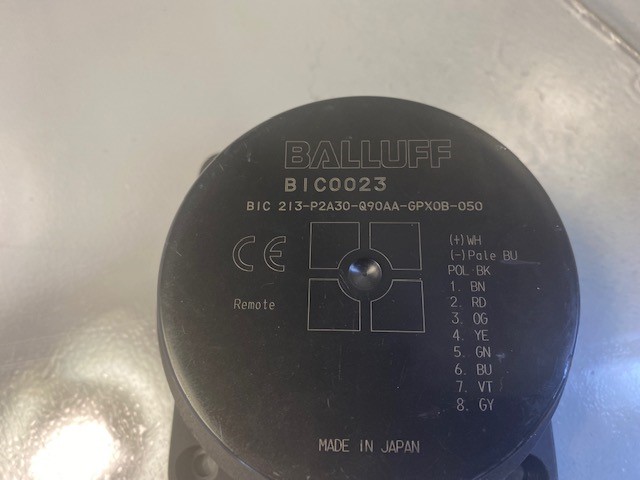 BALLUFF
BIC0023
BIC 2I3-P2A30-Q90AA-GPX0B-050
CE
Remote
(+) WH
(-) Pale BU
POL BK
1. BN
2. RD
3. OG
4. YE
5. GN
6. BU
7. VT
8. GY
MADE IN JAPAN